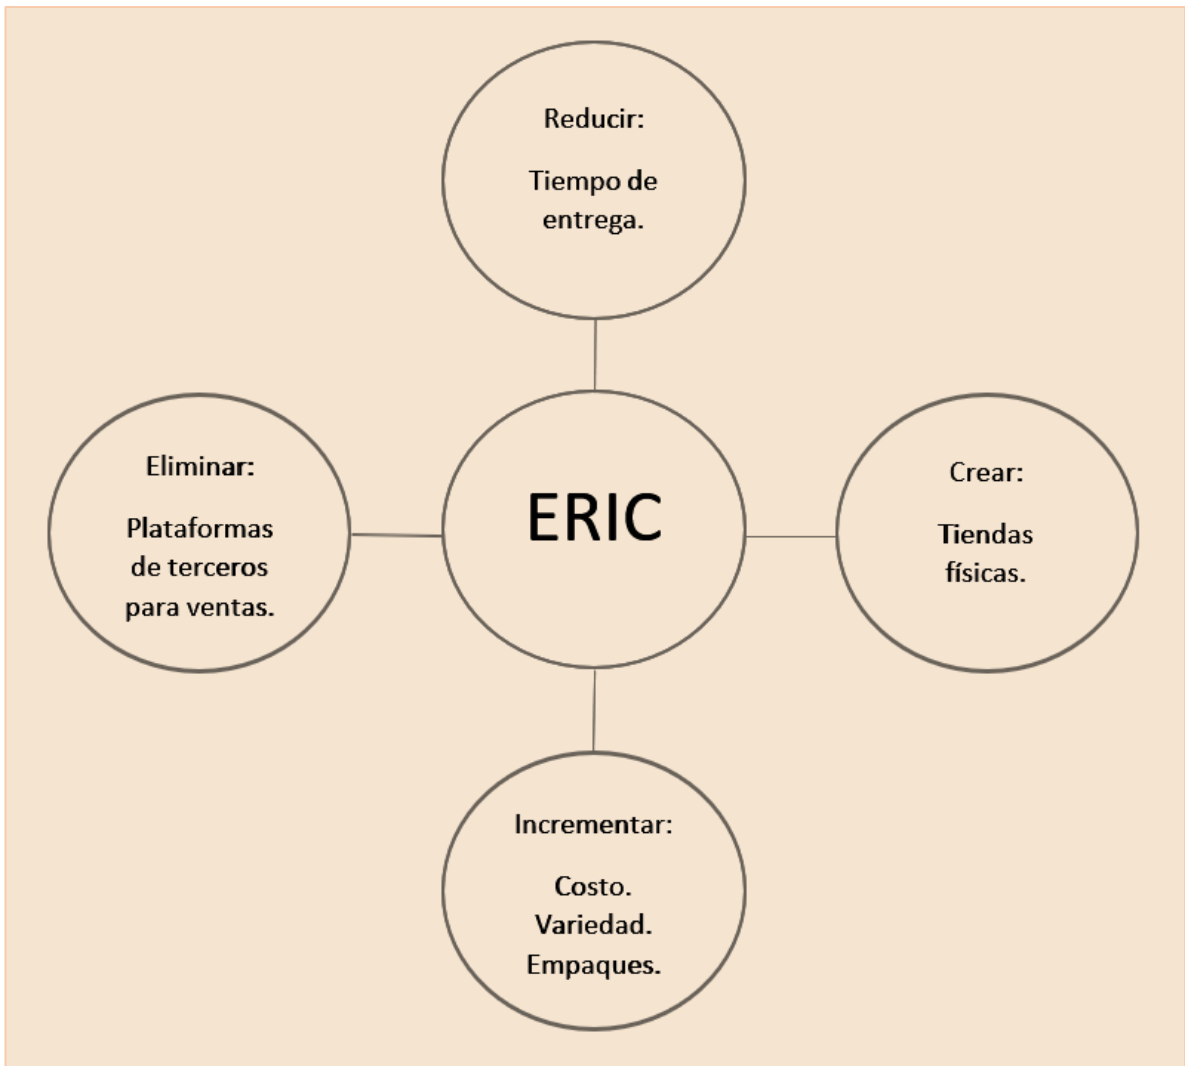 Reducir:
Tiempo de
entrega.
Eliminar:
Plataformas
de terceros
para ventas.
ERIC
Crear:
Tiendas
físicas.
Incrementar:
Costo.
Variedad.
Empaques.